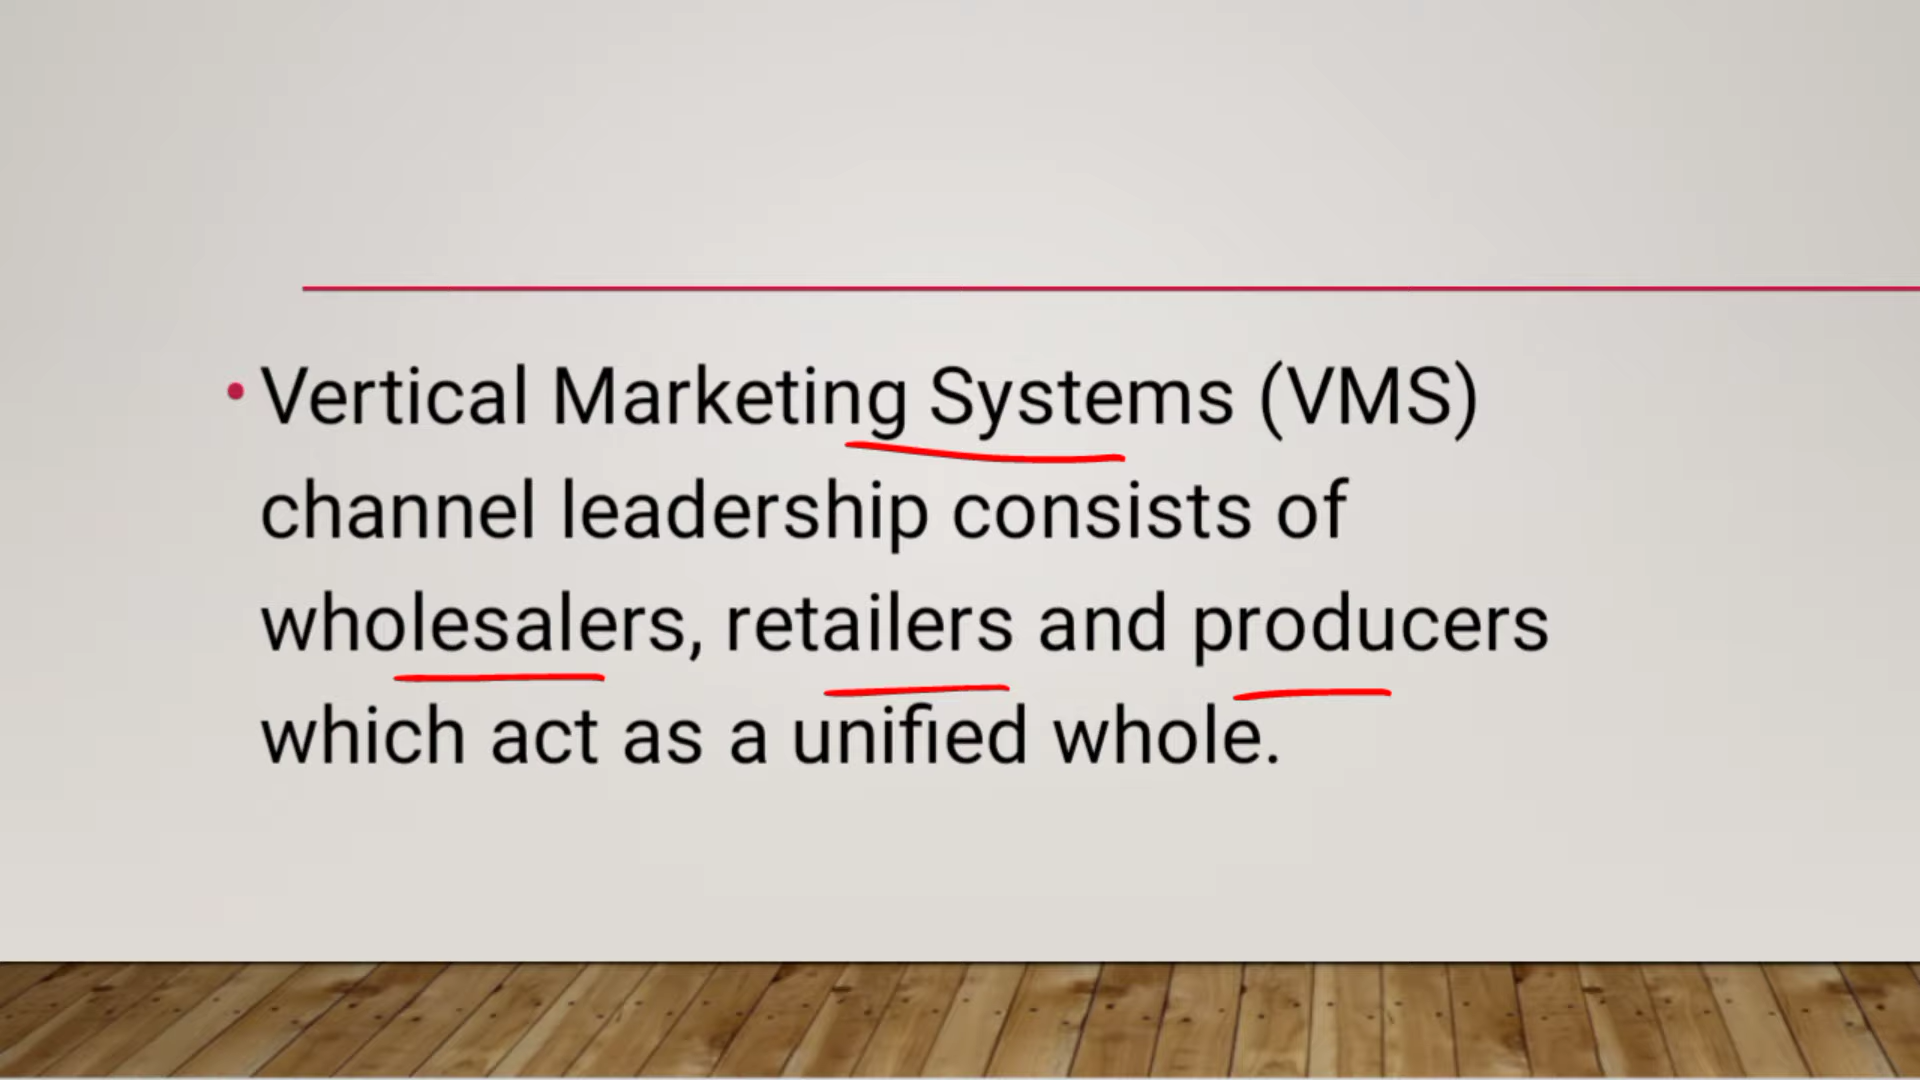 • Vertical Marketing Systems (VMS)
channel leadership consists of
wholesalers, retailers and producers
which act as a unified whole.